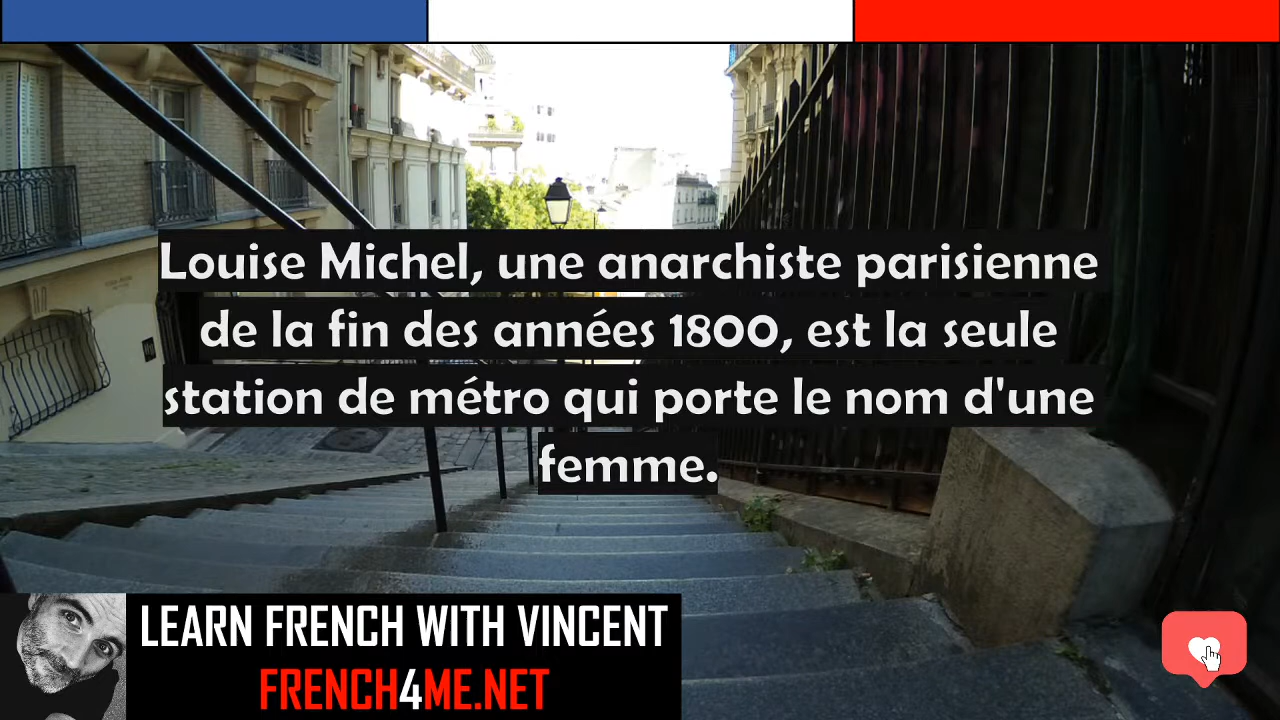 Louise Michel, une anarchiste parisienne
de la fin des années 1800, est la seule
station de métro qui porte le nom d'une
femme.
LEARN FRENCH WITH VINCENT
FRENCH4ME.NET